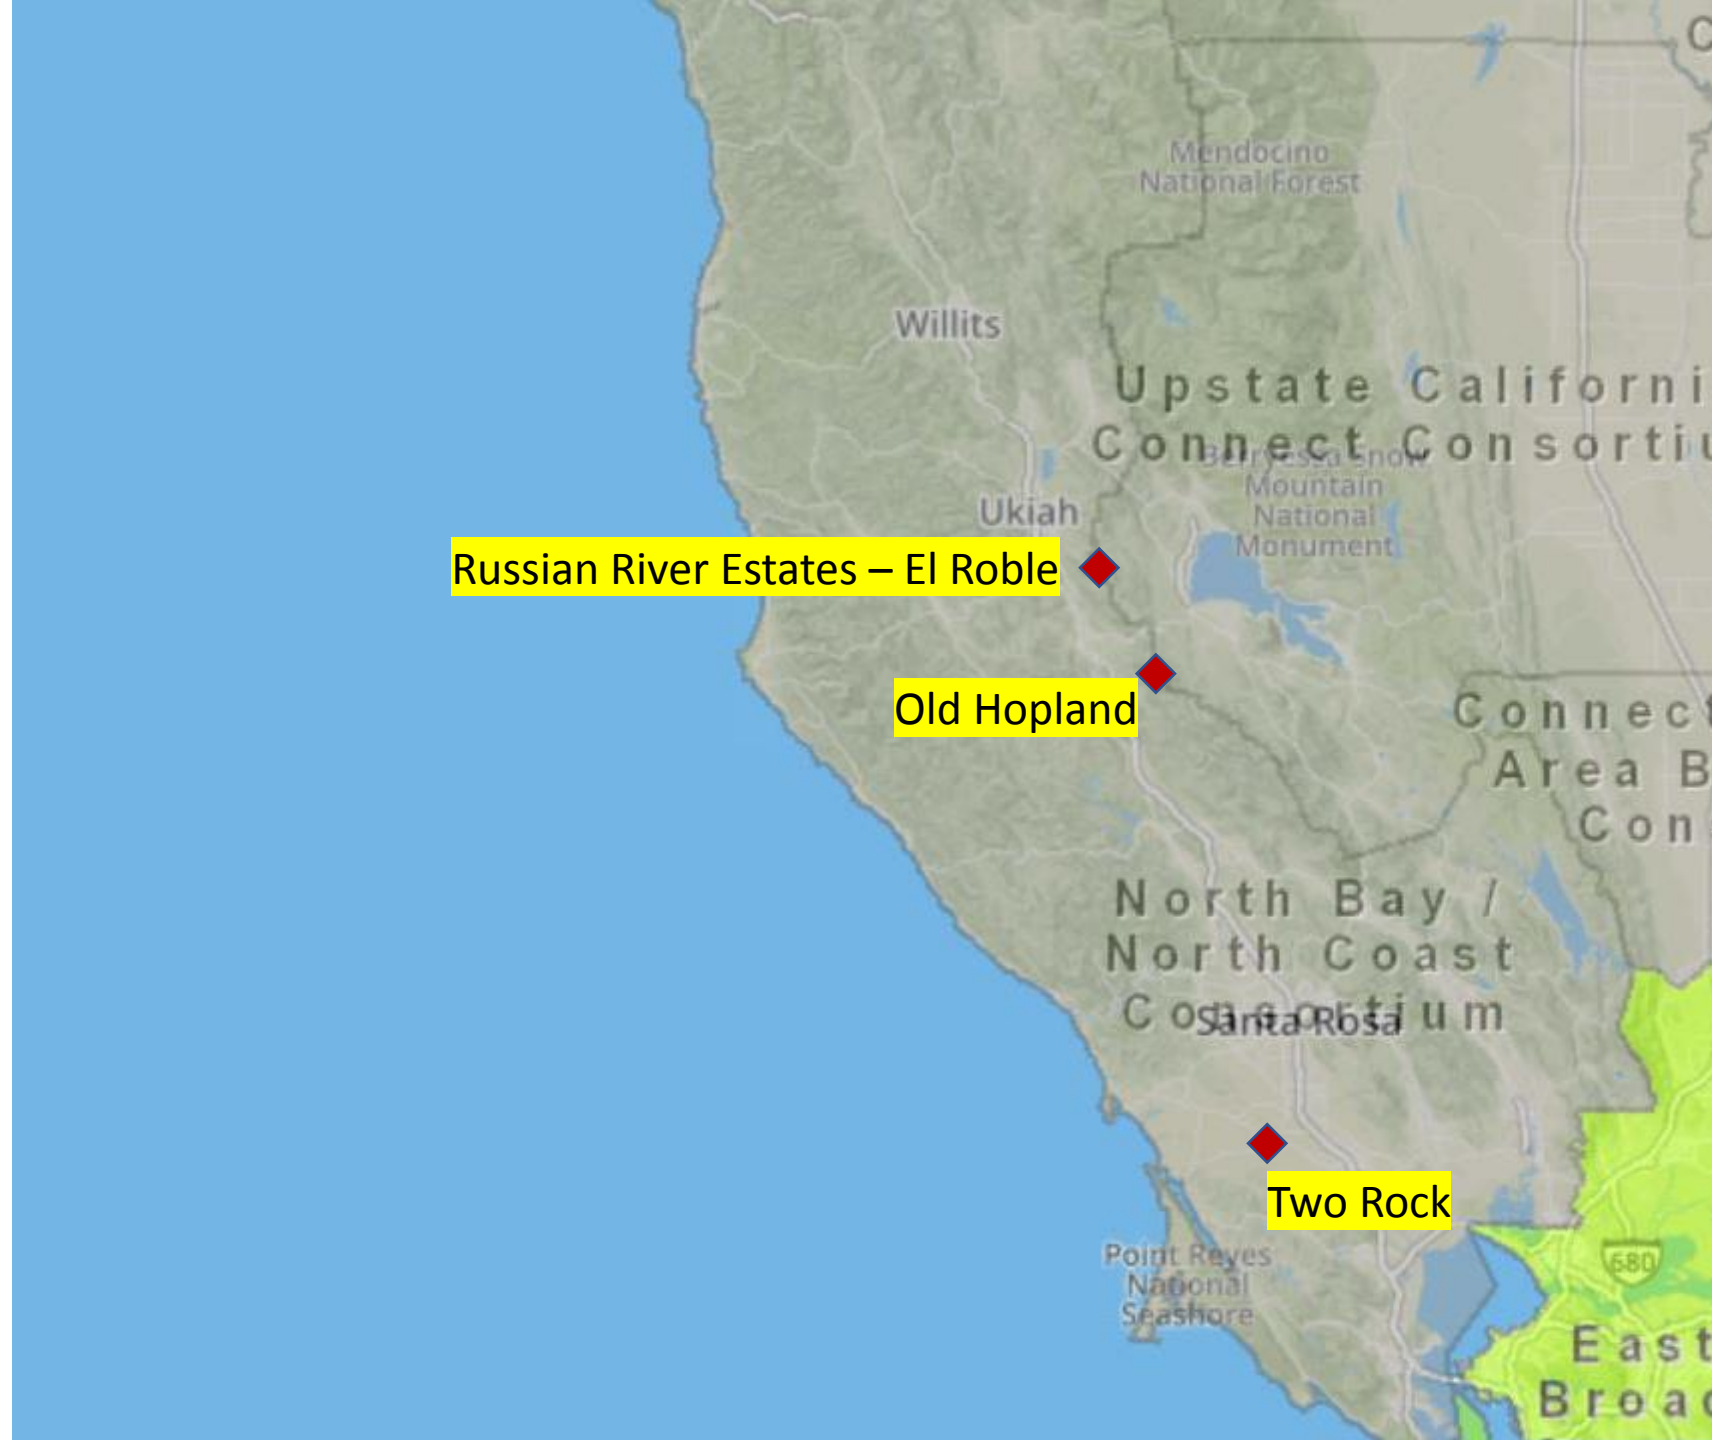 C
Mendocino
National Forest
Willits
Upstate Californi
Connect Consortiu
Berryessa Snow
Mountain
National
Monument
Ukiah
Russian River Estates – El Roble
Old Hopland
Connect
Area B
Con
North Bay /
North Coast
Consortium
Santa Rosa
Two Rock
Point Reyes
National
Seashore
680
East
Broad